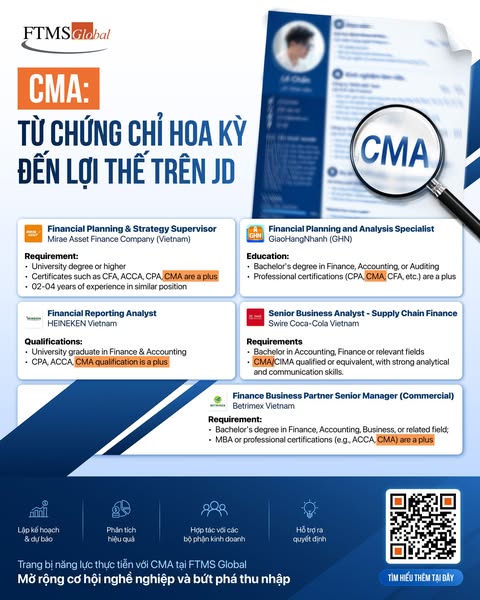 FTMS Global
CMA:
TỪ CHỨNG CHỈ HOA KỲ
ĐẾN LỢI THẾ TRÊN JD
CMA
Financial Planning & Strategy Supervisor
Mirae Asset Finance Company (Vietnam)
Requirement:
• University degree or higher
• Certificates such as CFA, ACCA, CPA, CMA are a plus
• 02-04 years of experience in similar position
Financial Planning and Analysis Specialist
GiaoHangNhanh (GHN)
Education:
• Bachelor's degree in Finance, Accounting, or Auditing
• Professional certifications (CPA, CMA, CFA, etc.) are a plus
Financial Reporting Analyst
HEINEKEN Vietnam
Qualifications:
• University graduate in Finance & Accounting
• CPA, ACCA, CMA qualification is a plus
Senior Business Analyst - Supply Chain Finance
Swire Coca-Cola Vietnam
Requirements
• Bachelor in Accounting, Finance or relevant fields
• CMA/CIMA qualified or equivalent, with strong analytical
and communication skills.
Finance Business Partner Senior Manager (Commercial)
Betrimex Vietnam
Requirement:
• Bachelor's degree in Finance, Accounting, Business, or related field;
• MBA or professional certifications (e.g., ACCA, CMA) are a plus
Lập kế hoạch
& dự báo
Phân tích
hiệu quả
Hợp tác với các
bộ phận kinh doanh
Hỗ trợ ra
quyết định
Trang bị năng lực thực tiễn với CMA tại FTMS Global
Mở rộng cơ hội nghề nghiệp và bứt phá thu nhập
TÌM HIỂU THÊM TẠI ĐÂY